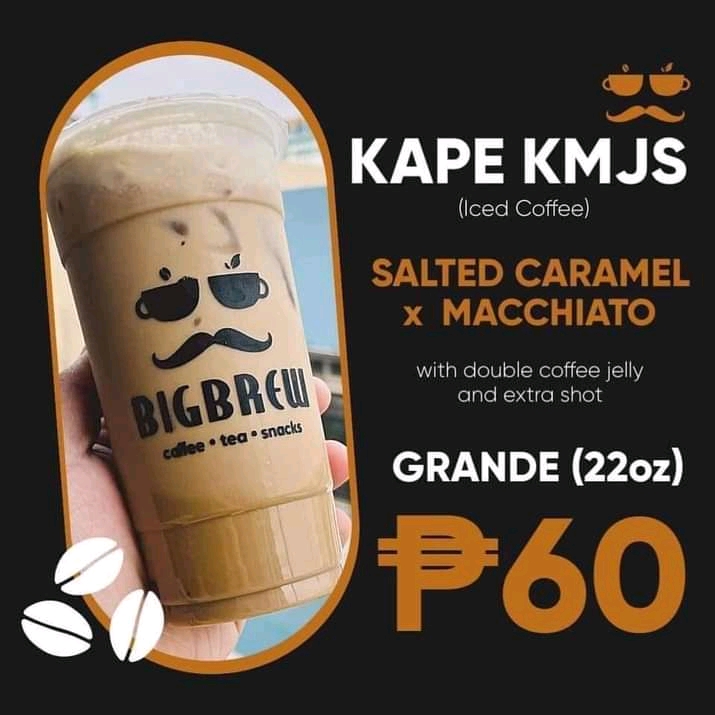 KAPE KMJS
(Iced Coffee)
SALTED CARAMEL
x MACCHIATO
with double coffee jelly
and extra shot
GRANDE (22oz)
₱60
BIGBREW
coffee • tea • snacks